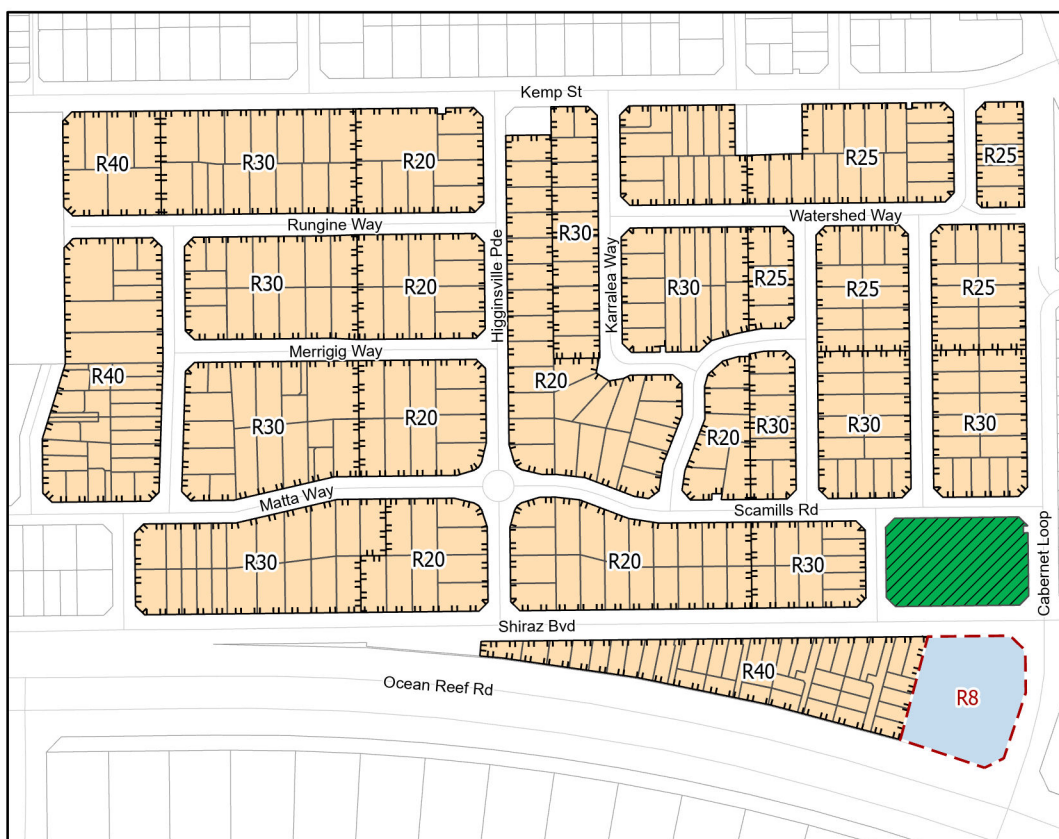 Kemp St
R40
R30
R20
R25
R25
Rungine Way
Watershed Way
Higginsville Pde
R30
Karralea Way
R30
R20
R30
R25
R25
R25
Merrigig Way
R40
R20
R30
R20
R20
R30
R30
R30
Matta Way
Scamills Rd
R30
R20
R20
R30
Cabernet Loop
Shiraz Bvd
Ocean Reef Rd
R40
R8